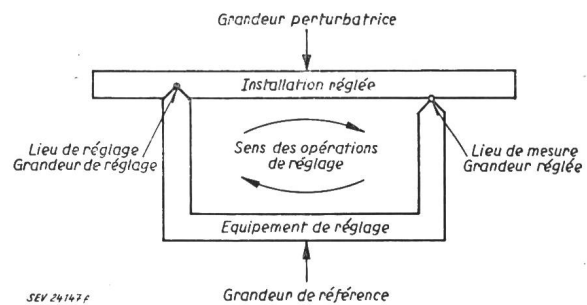 Grandeur perturbatrice
Installation réglée
Lieu de réglage
Grandeur de réglage
Sens des opérations
de réglage
Lieu de mesure
Grandeur réglée
Equipement de réglage
Grandeur de référence
SEV 24147f